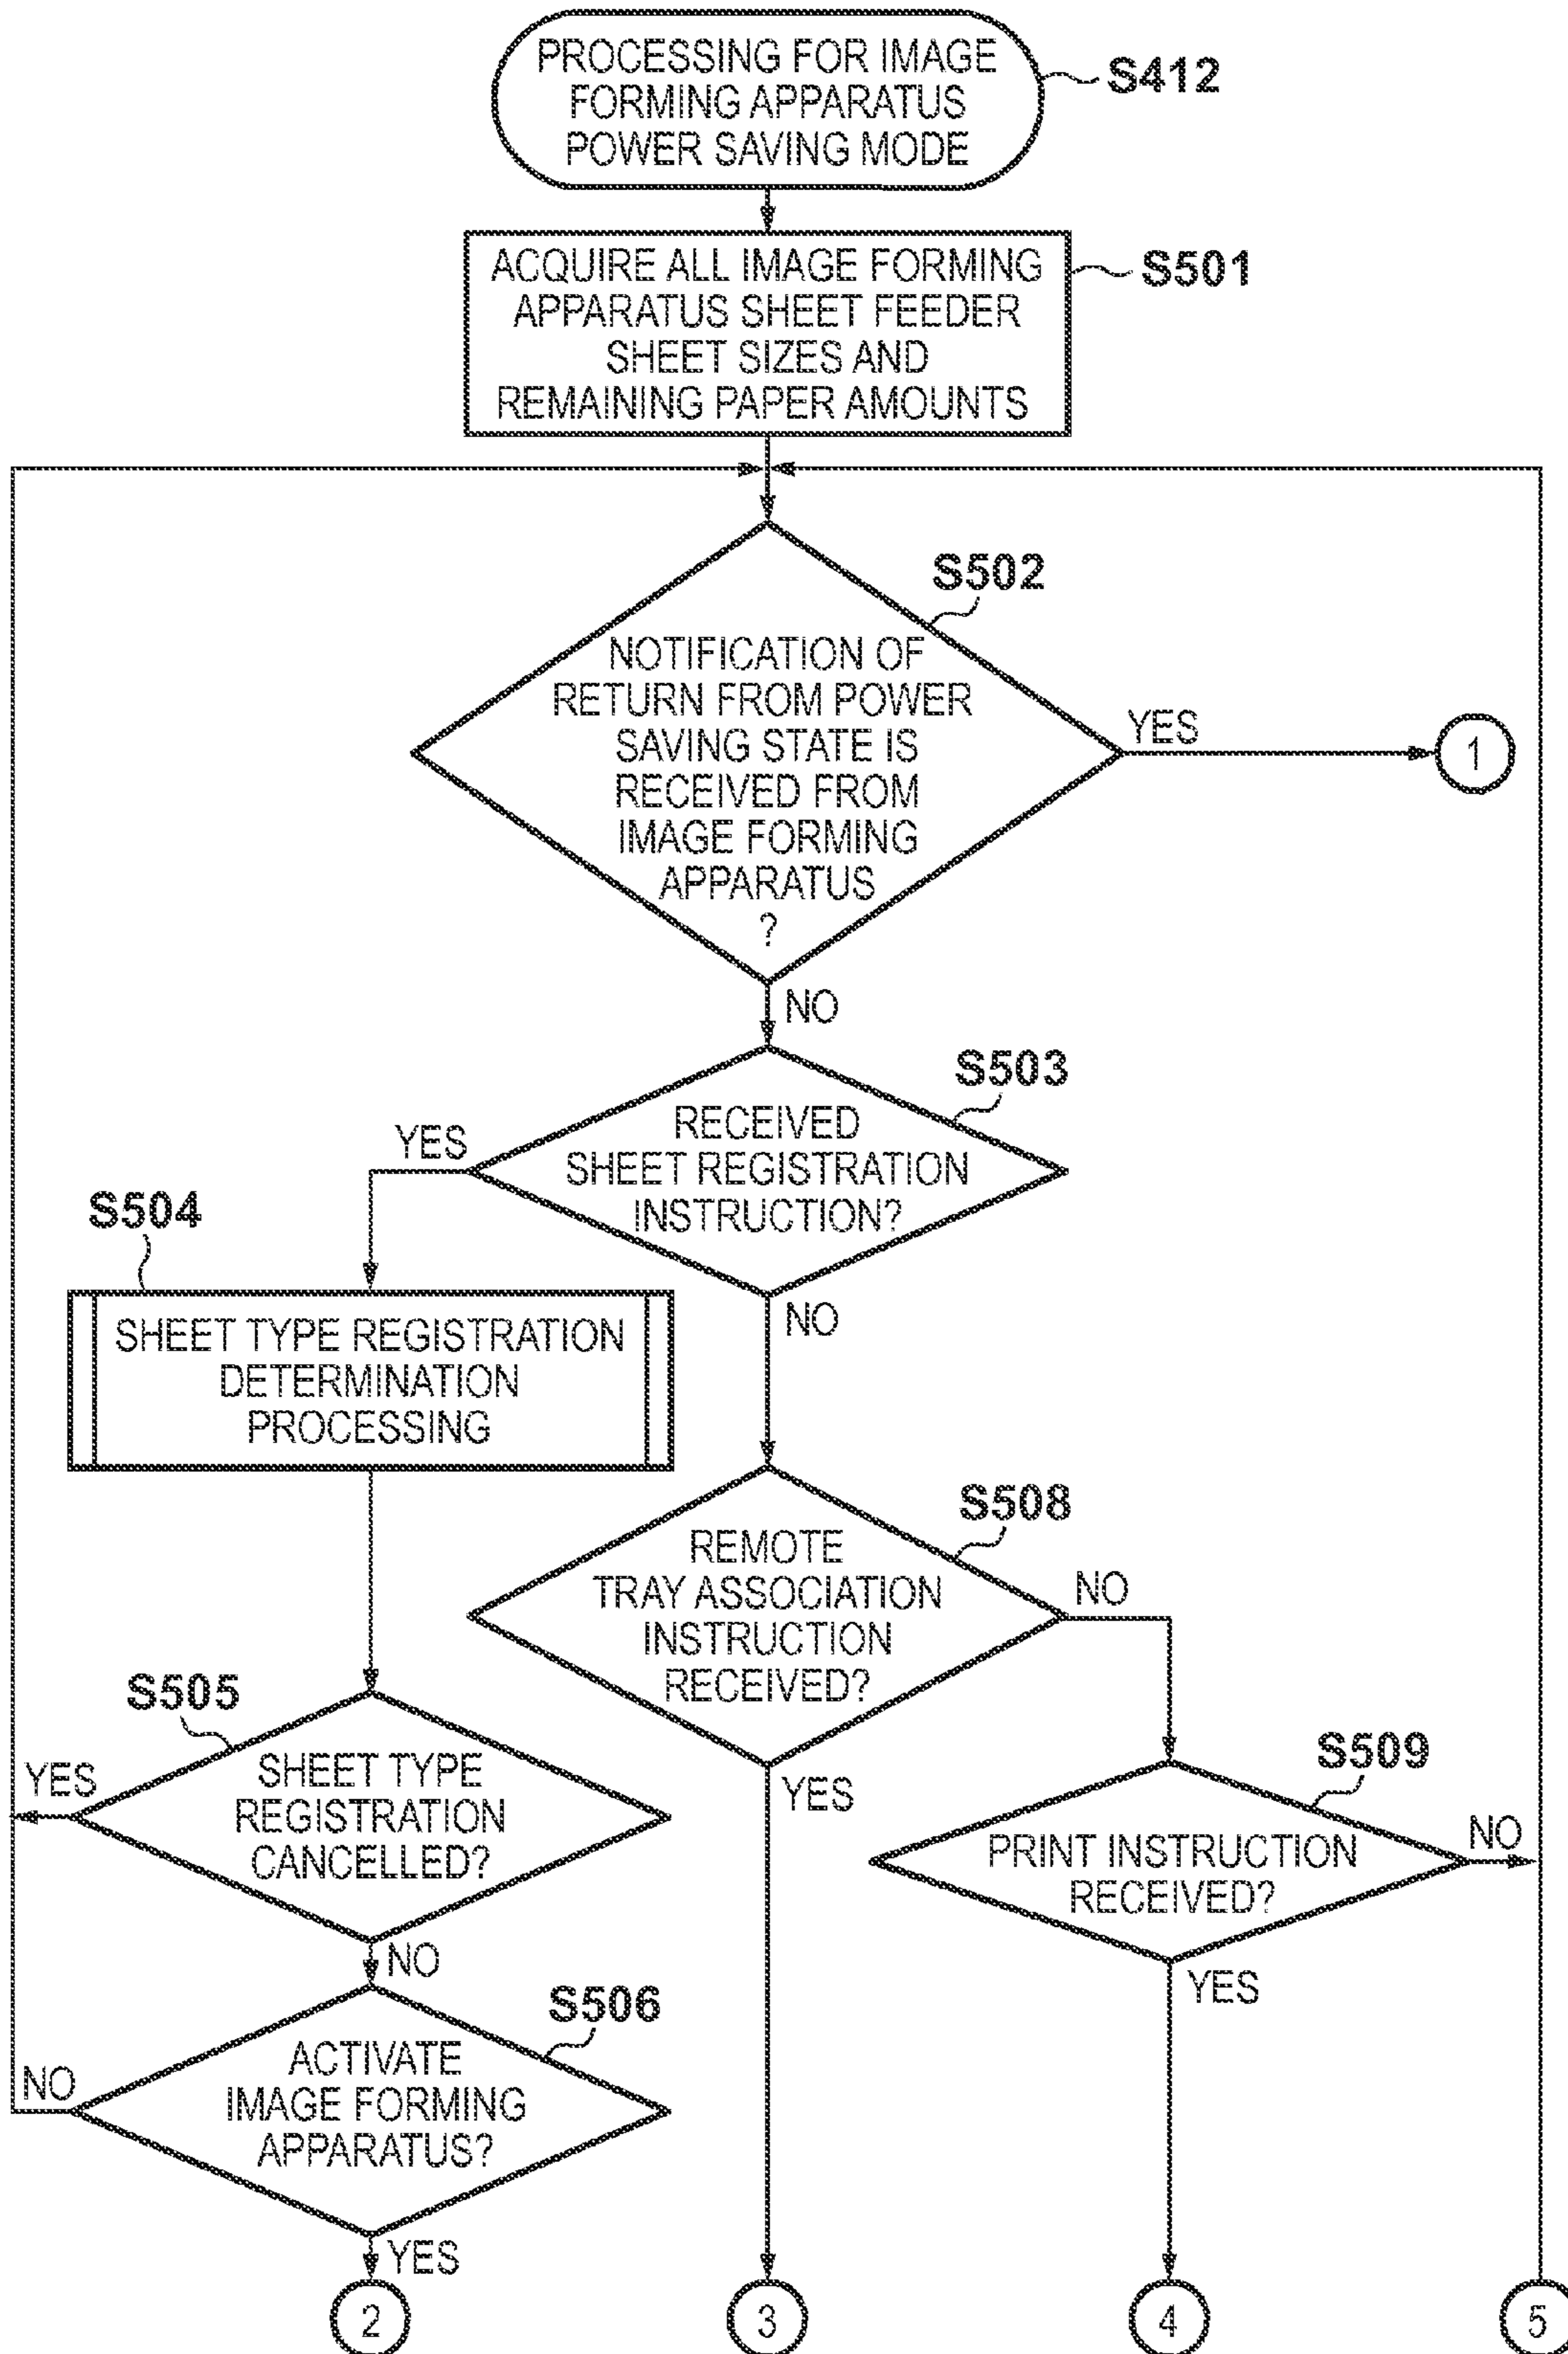 PROCESSING FOR IMAGE
FORMING APPARATUS
POWER SAVING MODE
S412
ACQUIRE ALL IMAGE FORMING
APPARATUS SHEET FEEDER
SHEET SIZES AND
REMAINING PAPER AMOUNTS
S501
S502
NOTIFICATION OF
RETURN FROM POWER
SAVING STATE IS
RECEIVED FROM
IMAGE FORMING
APPARATUS
?
YES
1
NO
S503
RECEIVED
SHEET REGISTRATION
INSTRUCTION?
YES
NO
S504
SHEET TYPE REGISTRATION
DETERMINATION
PROCESSING
S508
REMOTE
TRAY ASSOCIATION
INSTRUCTION
RECEIVED?
NO
YES
S505
SHEET TYPE
REGISTRATION
CANCELLED?
YES
NO
S509
PRINT INSTRUCTION
RECEIVED?
NO
YES
S506
ACTIVATE
IMAGE FORMING
APPARATUS?
NO
YES
2
3
4
5